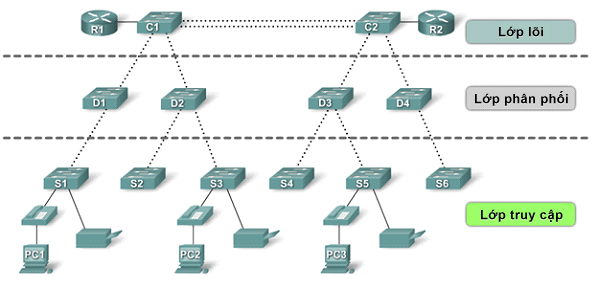 R1
C1
C2
R2
Lớp lõi
D1
D2
D3
D4
Lớp phân phối
S1
S2
S3
S4
S5
S6
Lớp truy cập
PC1
PC2
PC3